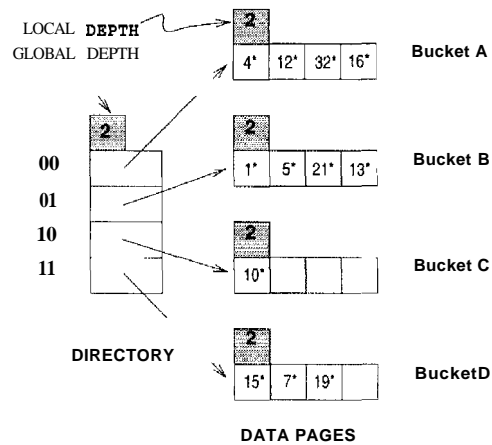 LOCAL DEPTH
GLOBAL DEPTH
2
4* 12* 32* 16*
Bucket A
2
00
01
10
11
2
1* 5* 21* 13*
Bucket B
2
10*
Bucket C
2
15* 7* 19*
BucketD
DIRECTORY
DATA PAGES